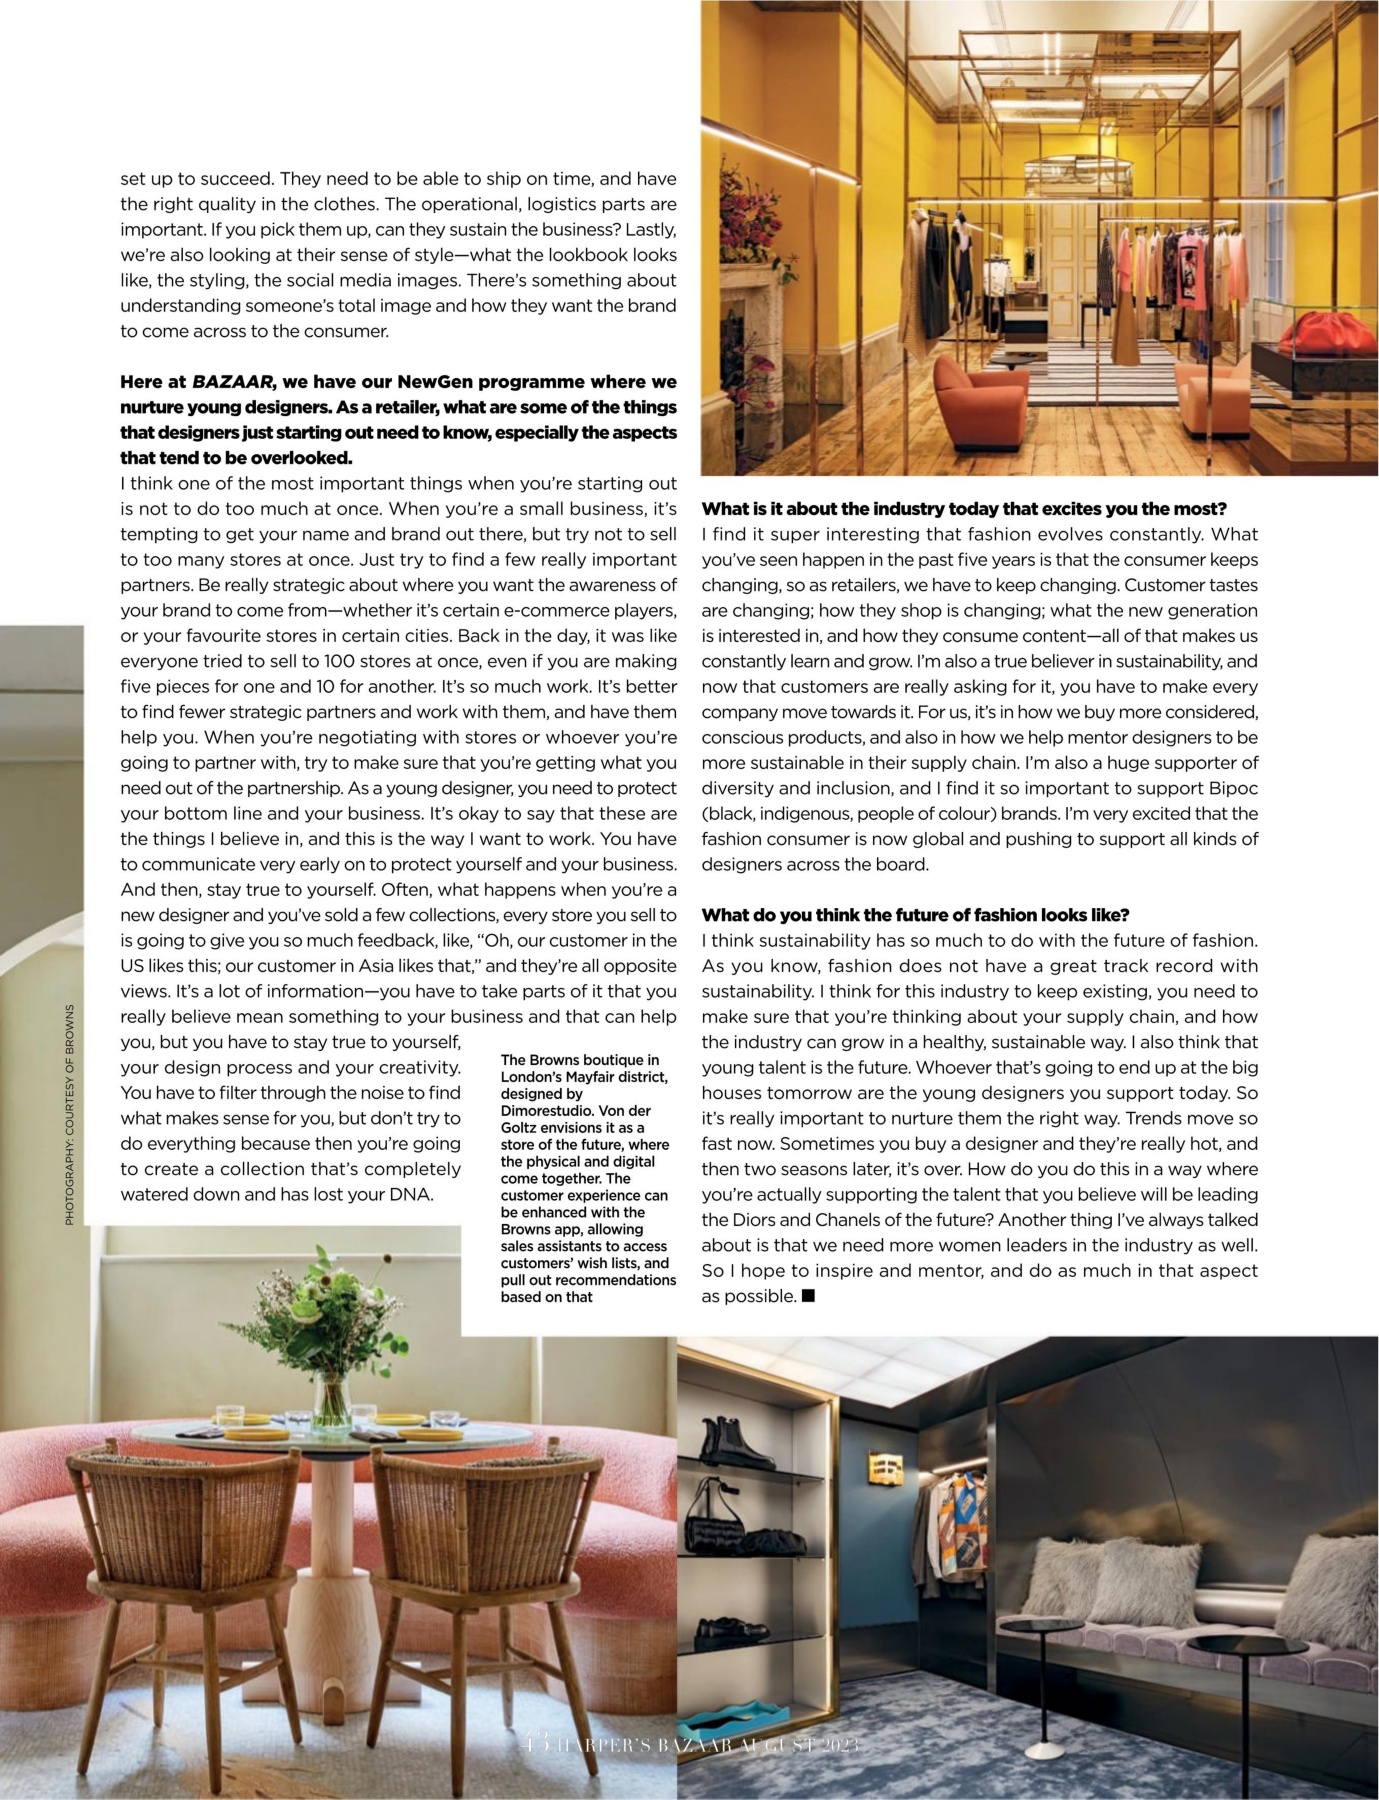 set up to succeed. They need to be able to ship on time, and have
the right quality in the clothes. The operational, logistics parts are
important. If you pick them up, can they sustain the business? Lastly,
we’re also looking at their sense of style—what the lookbook looks
like, the styling, the social media images. There’s something about
understanding someone’s total image and how they want the brand
to come across to the consumer.
Here at BAZAAR, we have our NewGen programme where we
nurture young designers. As a retailer, what are some of the things
that designers just starting out need to know, especially the aspects
that tend to be overlooked.
I think one of the most important things when you’re starting out
is not to do too much at once. When you’re a small business, it’s
tempting to get your name and brand out there, but try not to sell
to too many stores at once. Just try to find a few really important
partners. Be really strategic about where you want the awareness of
your brand to come from—whether it’s certain e-commerce players,
or your favourite stores in certain cities. Back in the day, it was like
everyone tried to sell to 100 stores at once, even if you are making
five pieces for one and 10 for another. It’s so much work. It’s better
to find fewer strategic partners and work with them, and have them
help you. When you’re negotiating with stores or whoever you’re
going to partner with, try to make sure that you’re getting what you
need out of the partnership. As a young designer, you need to protect
your bottom line and your business. It’s okay to say that these are
the things I believe in, and this is the way I want to work. You have
to communicate very early on to protect yourself and your business.
And then, stay true to yourself. Often, what happens when you’re a
new designer and you’ve sold a few collections, every store you sell to
is going to give you so much feedback, like, “Oh, our customer in the
US likes this; our customer in Asia likes that,” and they’re all opposite
views. It’s a lot of information—you have to take parts of it that you
really believe mean something to your business and that can help
you, but you have to stay true to yourself,
your design process and your creativity.
You have to filter through the noise to find
what makes sense for you, but don’t try to
do everything because then you’re going
to create a collection that’s completely
watered down and has lost your DNA.
PHOTOGRAPHY: COURTESY OF BROWNS
The Browns boutique in
London’s Mayfair district,
designed by
Dimorestudio. Von der
Goltz envisions it as a
store of the future, where
the physical and digital
come together. The
customer experience can
be enhanced with the
Browns app, allowing
sales assistants to access
customers’ wish lists, and
pull out recommendations
based on that
What is it about the industry today that excites you the most?
I find it super interesting that fashion evolves constantly. What
you’ve seen happen in the past five years is that the consumer keeps
changing, so as retailers, we have to keep changing. Customer tastes
are changing; how they shop is changing; what the new generation
is interested in, and how they consume content—all of that makes us
constantly learn and grow. I’m also a true believer in sustainability, and
now that customers are really asking for it, you have to make every
company move towards it. For us, it’s in how we buy more considered,
conscious products, and also in how we help mentor designers to be
more sustainable in their supply chain. I’m also a huge supporter of
diversity and inclusion, and I find it so important to support Bipoc
(black, indigenous, people of colour) brands. I’m very excited that the
fashion consumer is now global and pushing to support all kinds of
designers across the board.
What do you think the future of fashion looks like?
I think sustainability has so much to do with the future of fashion.
As you know, fashion does not have a great track record with
sustainability. I think for this industry to keep existing, you need to
make sure that you’re thinking about your supply chain, and how
the industry can grow in a healthy, sustainable way. I also think that
young talent is the future. Whoever that’s going to end up at the big
houses tomorrow are the young designers you support today. So
it’s really important to nurture them the right way. Trends move so
fast now. Sometimes you buy a designer and they’re really hot, and
then two seasons later, it’s over. How do you do this in a way where
you’re actually supporting the talent that you believe will be leading
the Diors and Chanels of the future? Another thing I’ve always talked
about is that we need more women leaders in the industry as well.
So I hope to inspire and mentor, and do as much in that aspect
as possible. ■
43 HARPER’S BAZAAR AUGUST 2023